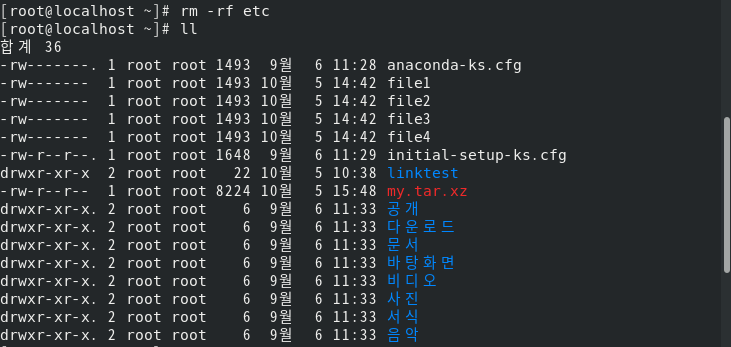 [root@localhost ~]# rm -rf etc
[root@localhost ~]# ll
합계 36
-rw-------. 1 root root 1493  9월  6 11:28 anaconda-ks.cfg
-rw-------  1 root root 1493 10월  5 14:42 file1
-rw-------  1 root root 1493 10월  5 14:42 file2
-rw-------  1 root root 1493 10월  5 14:42 file3
-rw-------  1 root root 1493 10월  5 14:42 file4
-rw-r--r--. 1 root root 1648  9월  6 11:29 initial-setup-ks.cfg
drwxr-xr-x  2 root root   22 10월  5 10:38 linktest
-rw-r--r--  1 root root 8224 10월  5 15:48 my.tar.xz
drwxr-xr-x. 2 root root    6  9월  6 11:33 공개
drwxr-xr-x. 2 root root    6  9월  6 11:33 다운로드
drwxr-xr-x. 2 root root    6  9월  6 11:33 문서
drwxr-xr-x. 2 root root    6  9월  6 11:33 바탕화면
drwxr-xr-x. 2 root root    6  9월  6 11:33 비디오
drwxr-xr-x. 2 root root    6  9월  6 11:33 사진
drwxr-xr-x. 2 root root    6  9월  6 11:33 서식
drwxr-xr-x. 2 root root    6  9월  6 11:33 음악